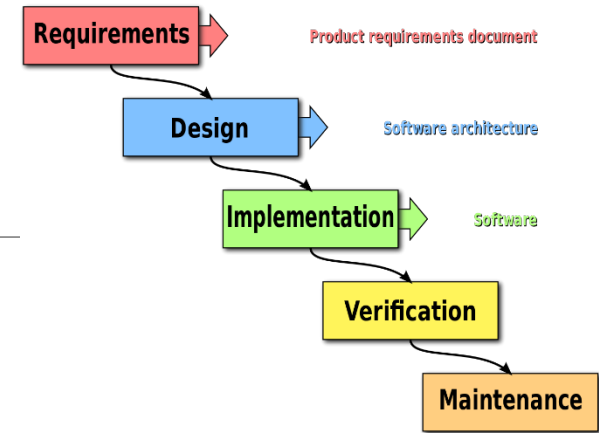 Requirements
Product requirements document
Design
Software architecture
Implementation
Software
Verification
Maintenance